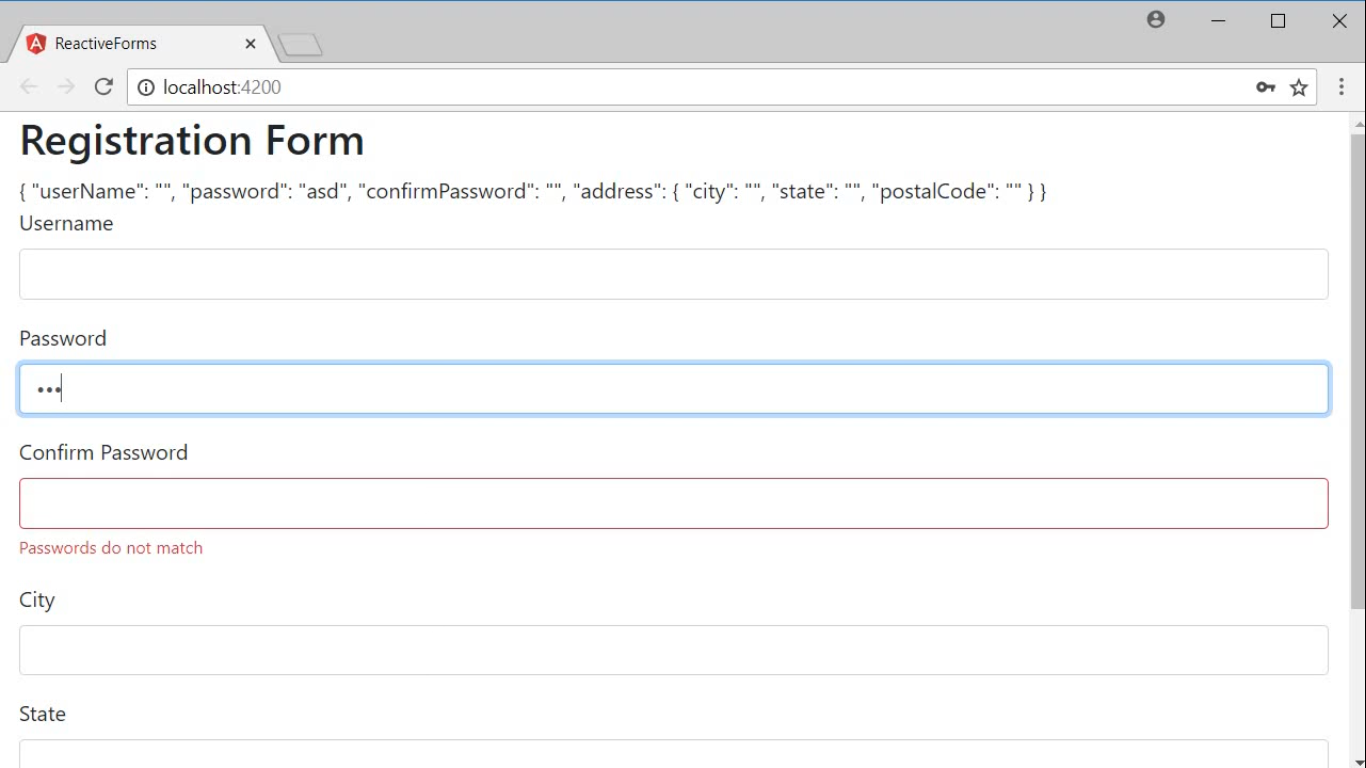 ReactiveForms
localhost:4200
Registration Form
{ "userName": "", "password": "asd", "confirmPassword": "", "address": { "city": "", "state": "", "postalCode": "" } }
Username
Password
•••
Confirm Password
Passwords do not match
City
State